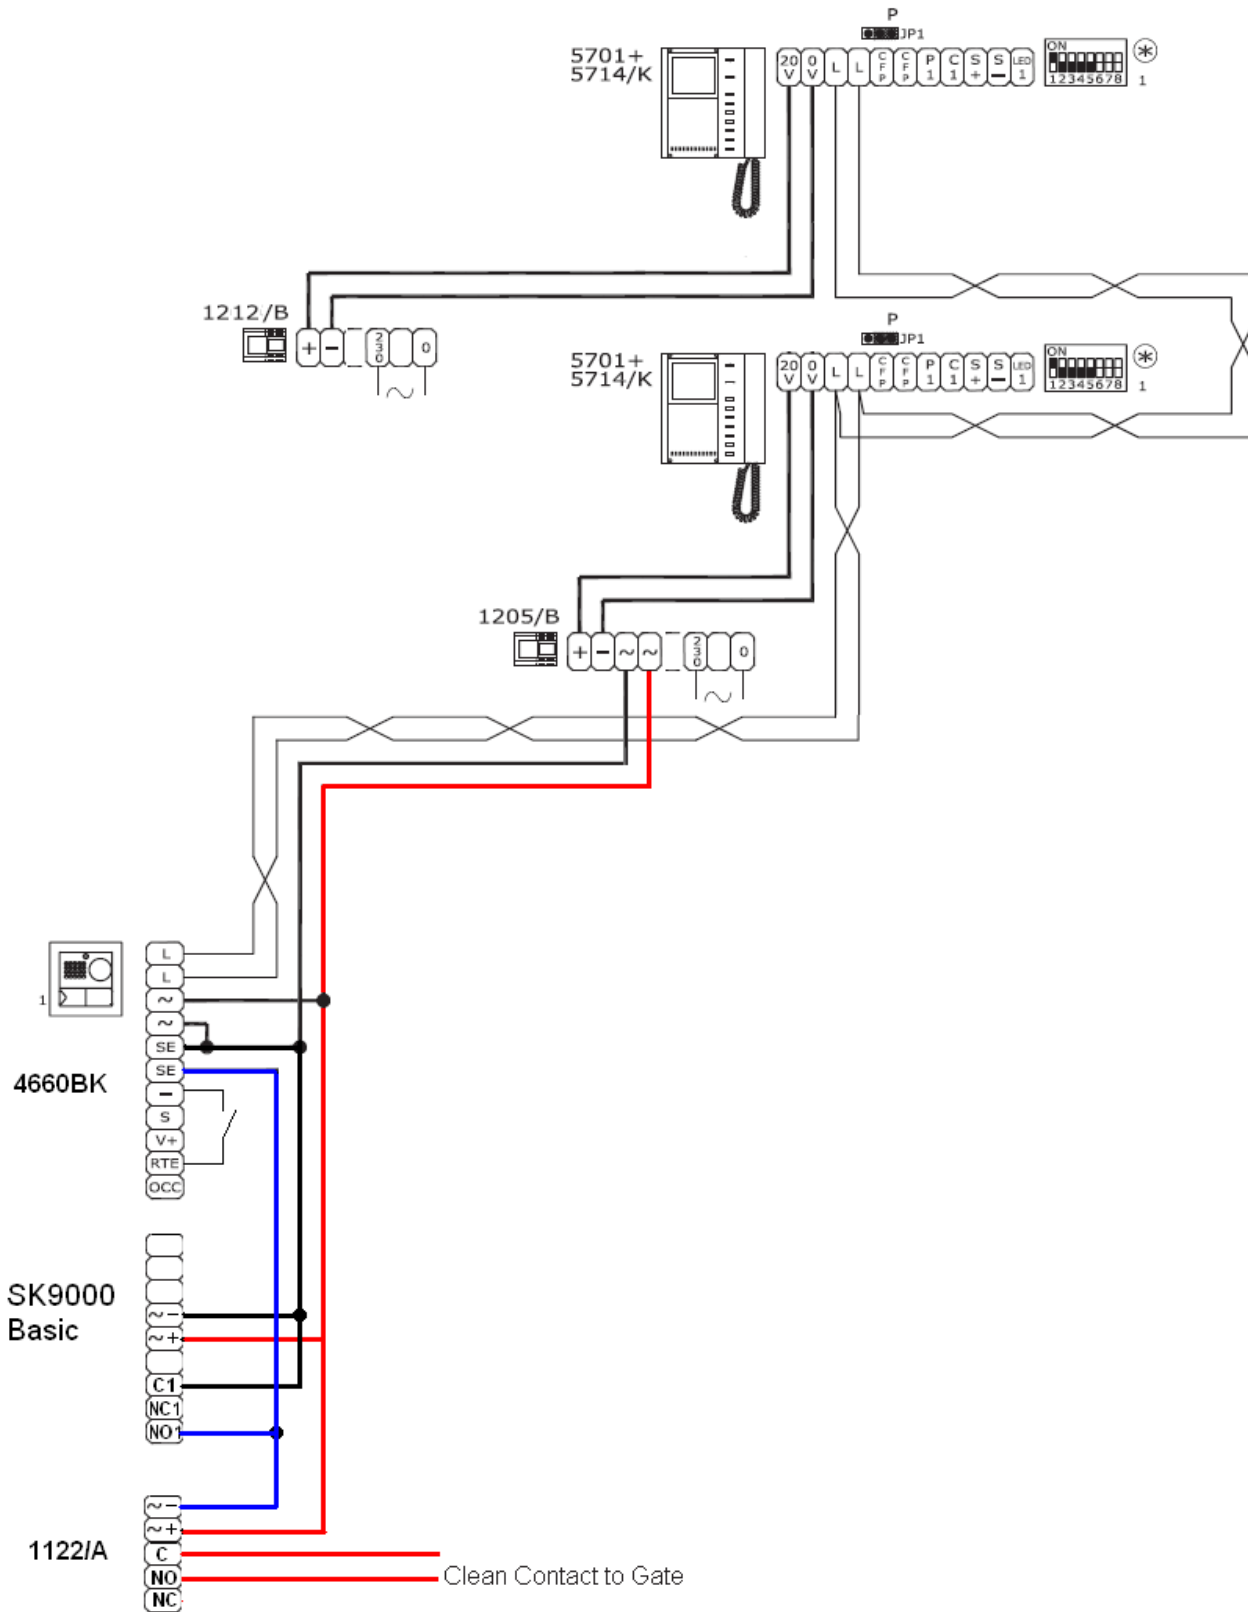 P
JP1
5701+
5714/K
20V 0V L L CFP CFP P1 C1 S+ S− LED1
ON
12345678
*
1
1212/B
+ − 230 0
~
P
JP1
5701+
5714/K
20V 0V L L CFP CFP P1 C1 S+ S− LED1
ON
12345678
*
1
1205/B
+ − ~ ~ 230 0
~
1
4660BK
L
L
~
~
SE
SE
−
S
V+
RTE
OCC
SK9000
Basic
~ −
~ +
C1
NC1
NO1
1122/A
~ −
~ +
C
NO
NC
Clean Contact to Gate